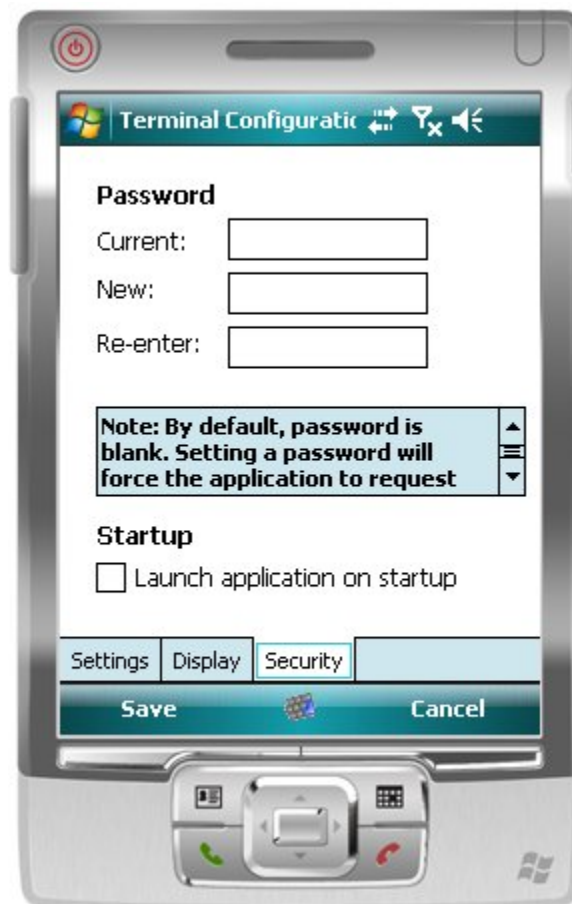 Terminal Configuratic
Password
Current:
New:
Re-enter:
Note: By default, password is
blank. Setting a password will
force the application to request
Startup
Launch application on startup
Settings Display Security
Save Cancel